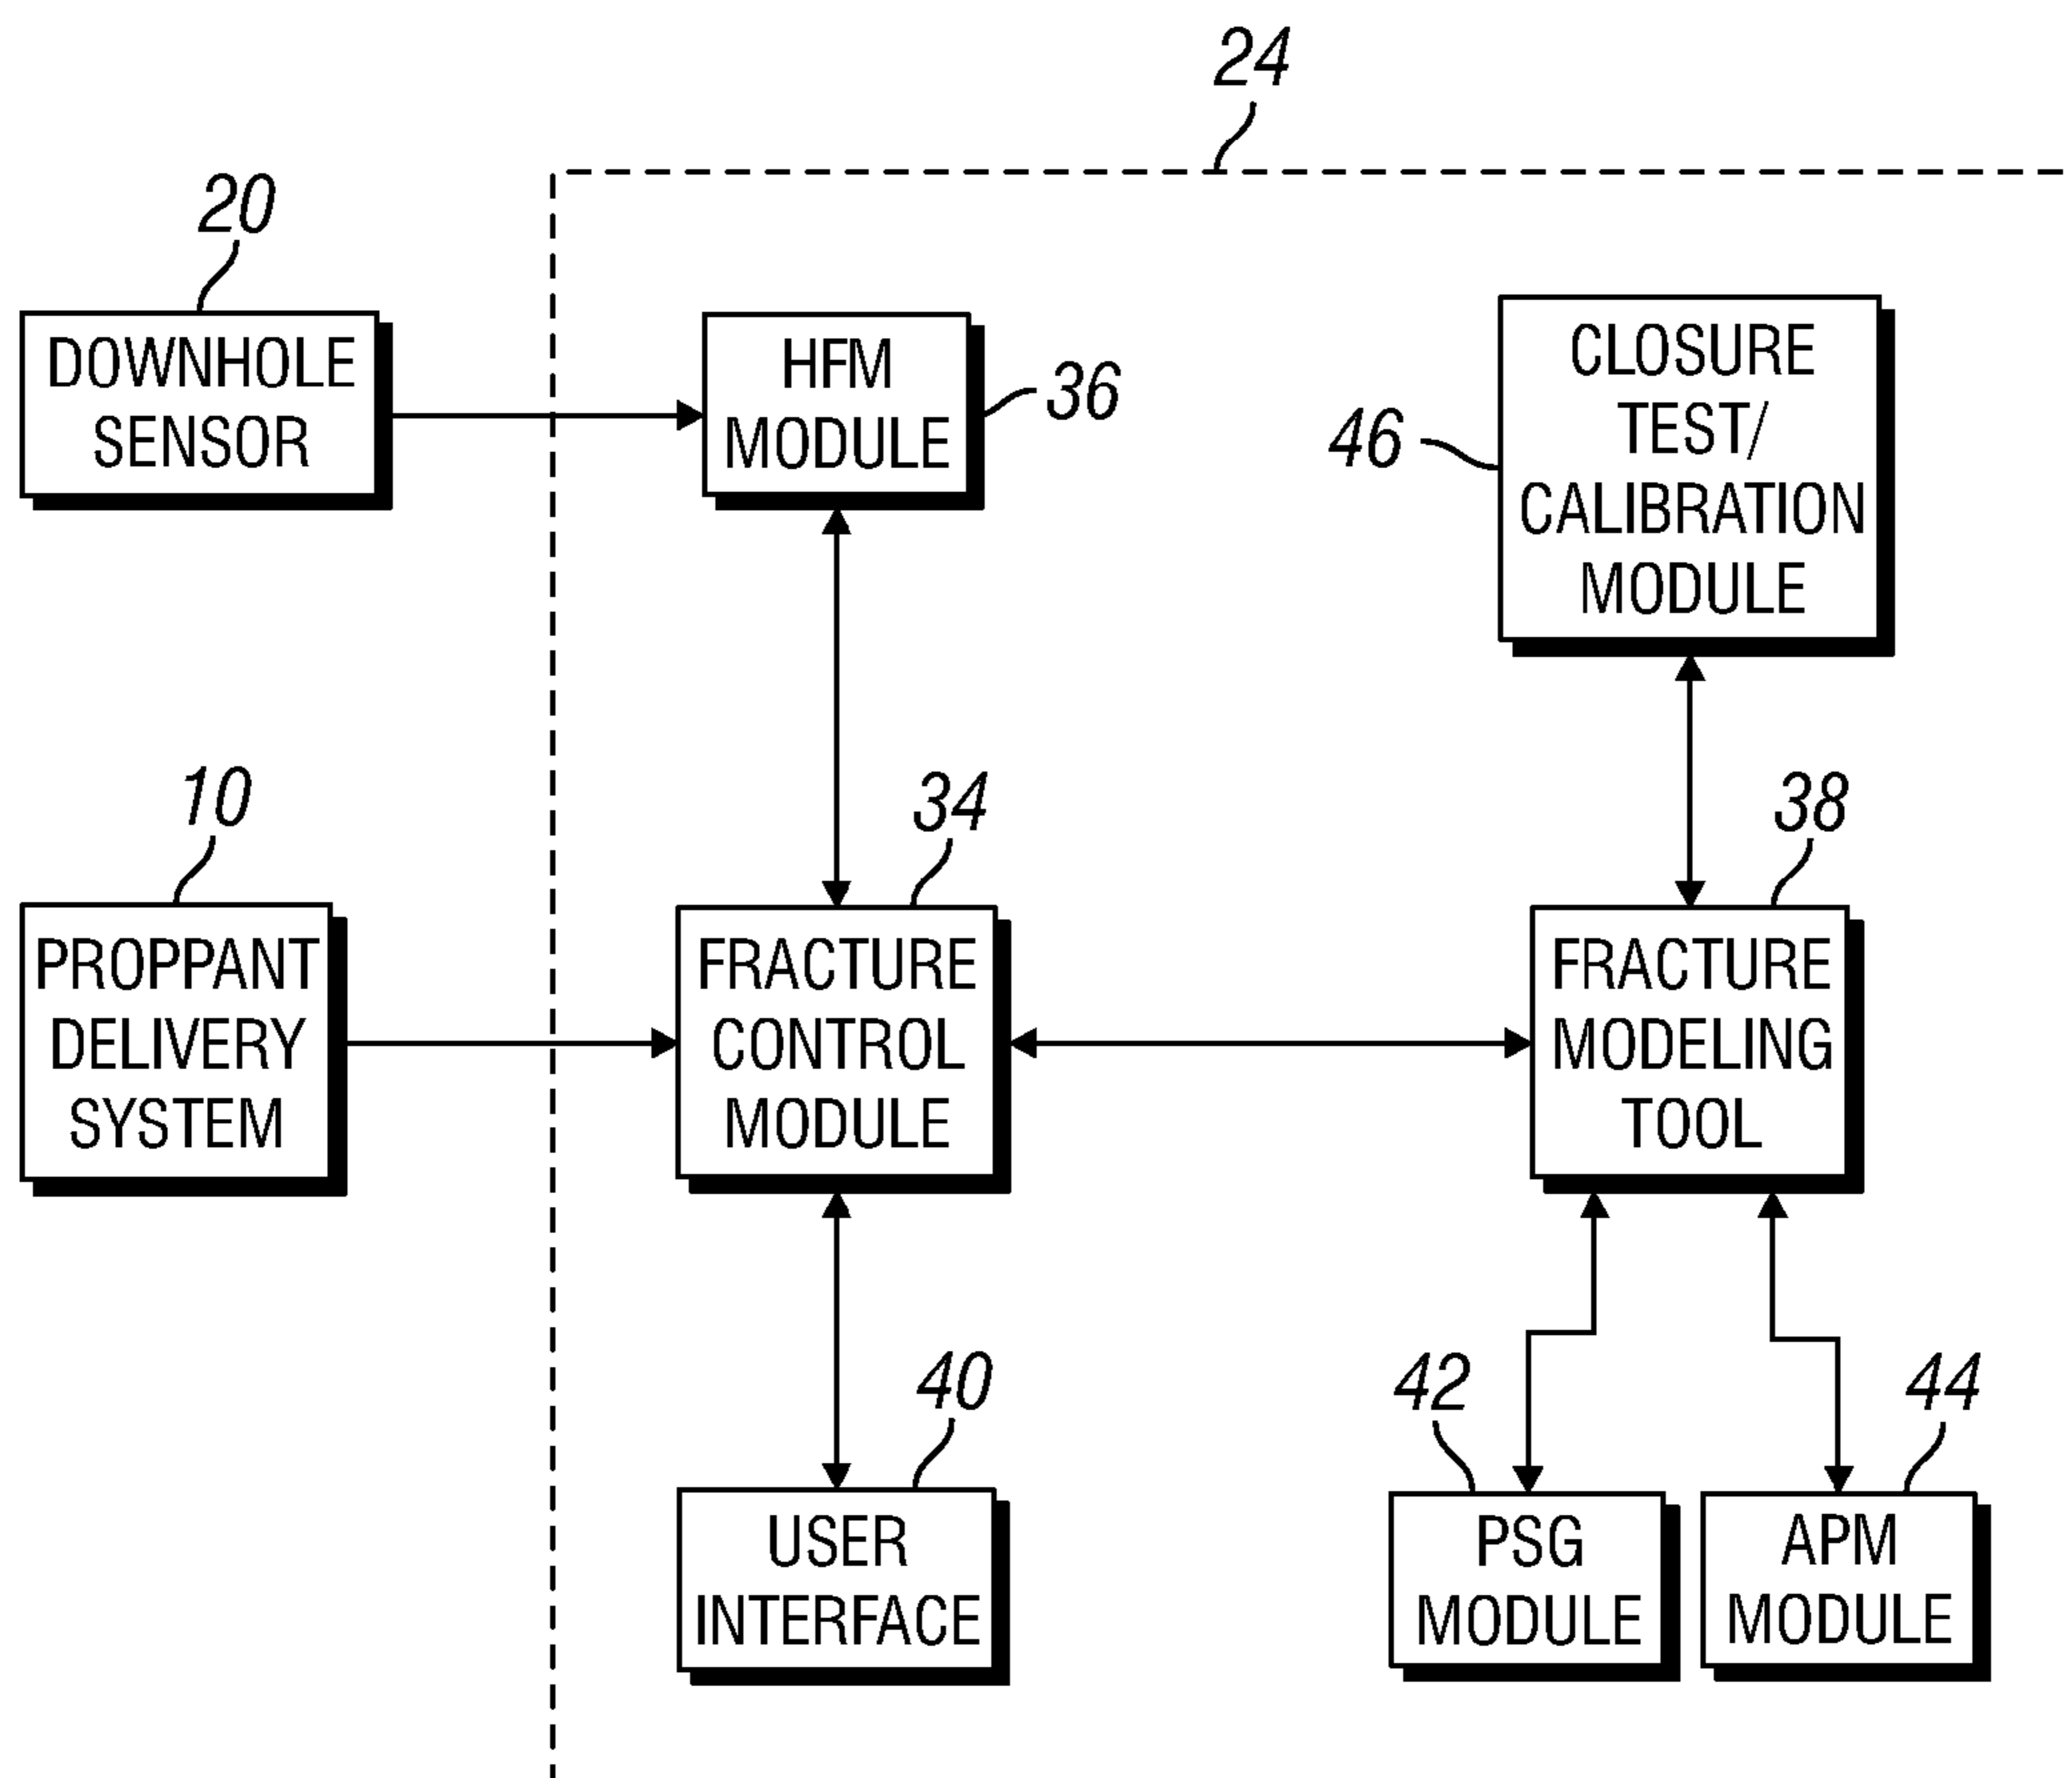 24
20
DOWNHOLE
SENSOR
HFM
MODULE
36
CLOSURE
TEST/
CALIBRATION
MODULE
46
10
PROPPANT
DELIVERY
SYSTEM
34
FRACTURE
CONTROL
MODULE
38
FRACTURE
MODELING
TOOL
40
USER
INTERFACE
42
PSG
MODULE
44
APM
MODULE